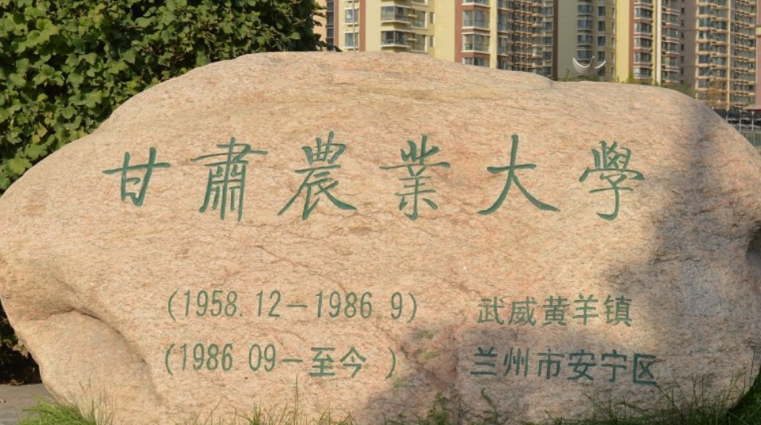 甘肅農業大學
(1958.12—1986.9) 武威黄羊镇
(1986.09—至今) 兰州市安宁区